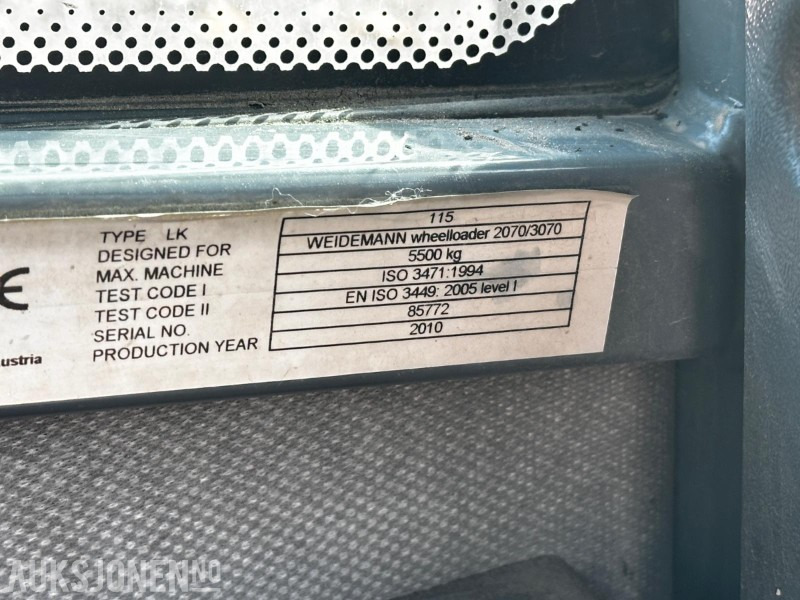 TYPE LK 115
DESIGNED FOR WEIDEMANN wheelloader 2070/3070
MAX. MACHINE 5500 kg
TEST CODE I ISO 3471:1994
TEST CODE II EN ISO 3449: 2005 level I
SERIAL NO. 85772
PRODUCTION YEAR 2010
CE
ustria
AUKSJONEN.NO